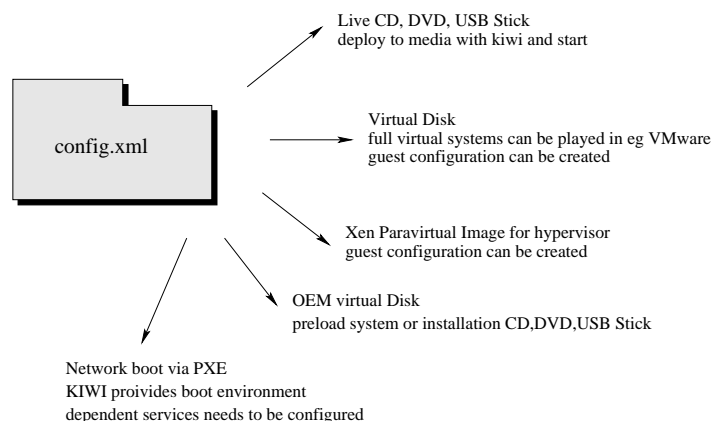 Live CD, DVD, USB Stick
deploy to media with kiwi and start
config.xml
Virtual Disk
full virtual systems can be played in eg VMware
guest configuration can be created
Xen Paravirtual Image for hypervisor
guest configuration can be created
OEM virtual Disk
preload system or installation CD,DVD,USB Stick
Network boot via PXE
KIWI proivides boot environment
dependent services needs to be configured